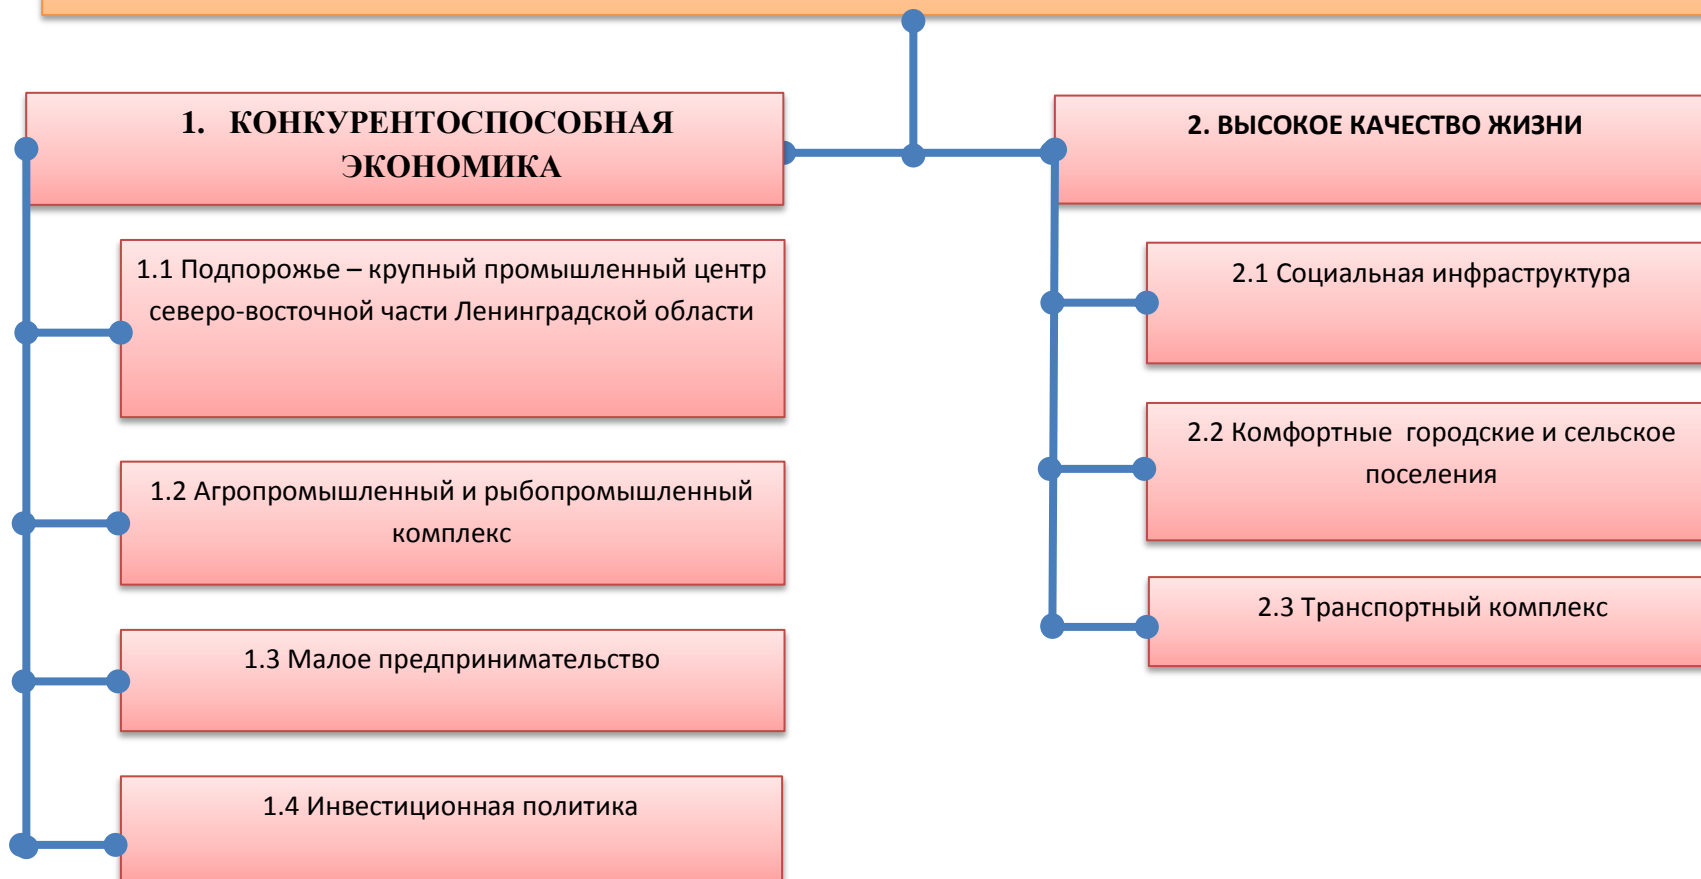 1. КОНКУРЕНТОСПОСОБНАЯ
ЭКОНОМИКА
1.1 Подпорожье – крупный промышленный центр
северо-восточной части Ленинградской области
1.2 Агропромышленный и рыбопромышленный
комплекс
1.3 Малое предпринимательство
1.4 Инвестиционная политика
2. ВЫСОКОЕ КАЧЕСТВО ЖИЗНИ
2.1 Социальная инфраструктура
2.2 Комфортные  городские и сельское
поселения
2.3 Транспортный комплекс